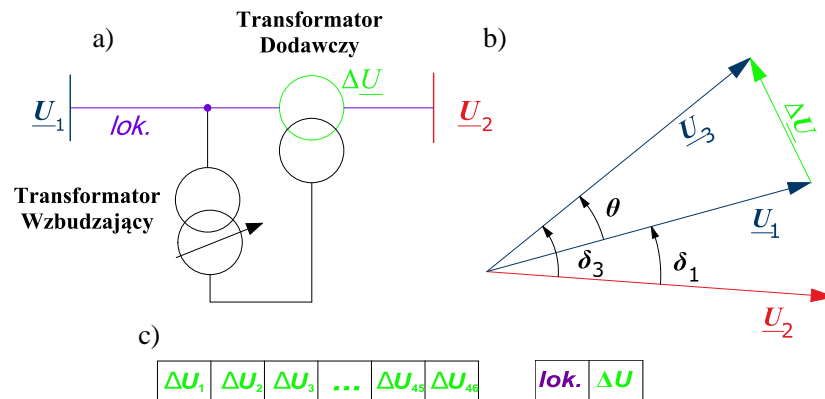 a)
Transformator
Dodawczy
b)
U1
lok.
ΔU
U2
Transformator
Wzbudzający
U3
ΔU
θ
U1
δ3
δ1
U2
c)
ΔU1 ΔU2 ΔU3 ... ΔU45 ΔU46
lok. ΔU